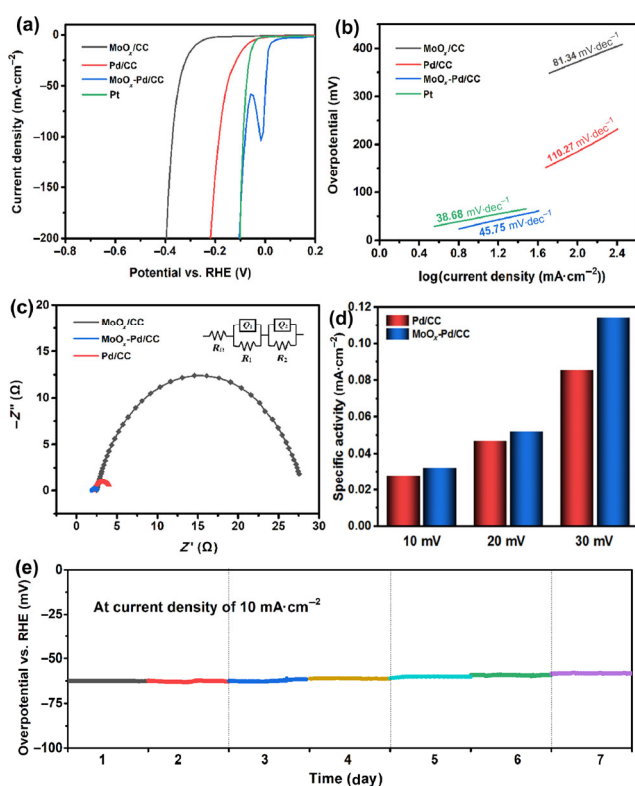 (a)
MoOₓ/CC
Pd/CC
MoOₓ-Pd/CC
Pt
Current density (mA·cm⁻²)
0
−50
−100
−150
−200
−0.8 −0.6 −0.4 −0.2 0.0 0.2
Potential vs. RHE (V)
(b)
MoOₓ/CC
Pd/CC
MoOₓ-Pd/CC
Pt
81.34 mV·dec⁻¹
110.27 mV·dec⁻¹
38.68 mV·dec⁻¹
45.75 mV·dec⁻¹
Overpotential (mV)
400
300
200
100
0
0.0 0.4 0.8 1.2 1.6 2.0 2.4
log(current density (mA·cm⁻²)
(c)
MoOₓ/CC
MoOₓ-Pd/CC
Pd/CC
Q₁ Q₂
R₁ R₂
−Z″ (Ω)
20
15
10
5
0
0 5 10 15 20 25 30
Z′ (Ω)
(d)
Pd/CC
MoOₓ-Pd/CC
Specific activity (mA·cm⁻²)
0.12
0.10
0.08
0.06
0.04
0.02
0.00
10 mV 20 mV 30 mV
(e)
At current density of 10 mA·cm⁻²
Overpotential vs. RHE (mV)
0
−25
−50
−75
−100
1 2 3 4 5 6 7
Time (day)